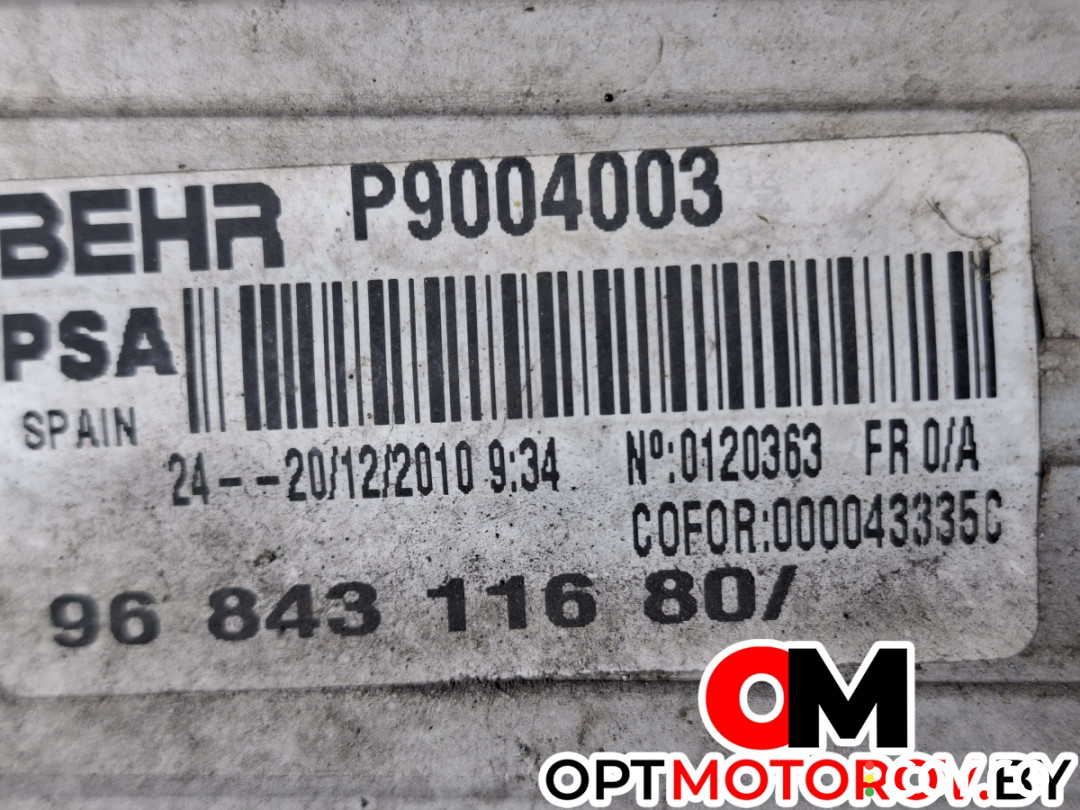 BEHR P9004003
PSA
SPAIN
24--20/12/2010 9:34 Nº:0120363 FR 0/A
COFOR:000043335C
96 843 116 80/
OM
OPTMOTOROV.BY